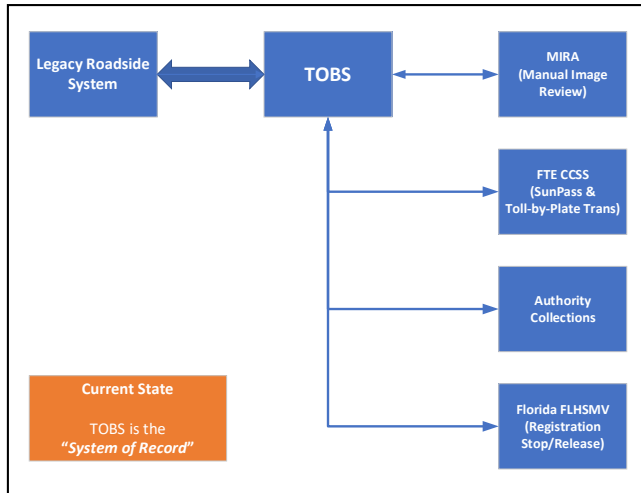 Legacy Roadside
System
TOBS
MIRA
(Manual Image
Review)
FTE CCSS
(SunPass &
Toll-by-Plate Trans)
Authority
Collections
Florida FLHSMV
(Registration
Stop/Release)
Current State
TOBS is the
“System of Record”